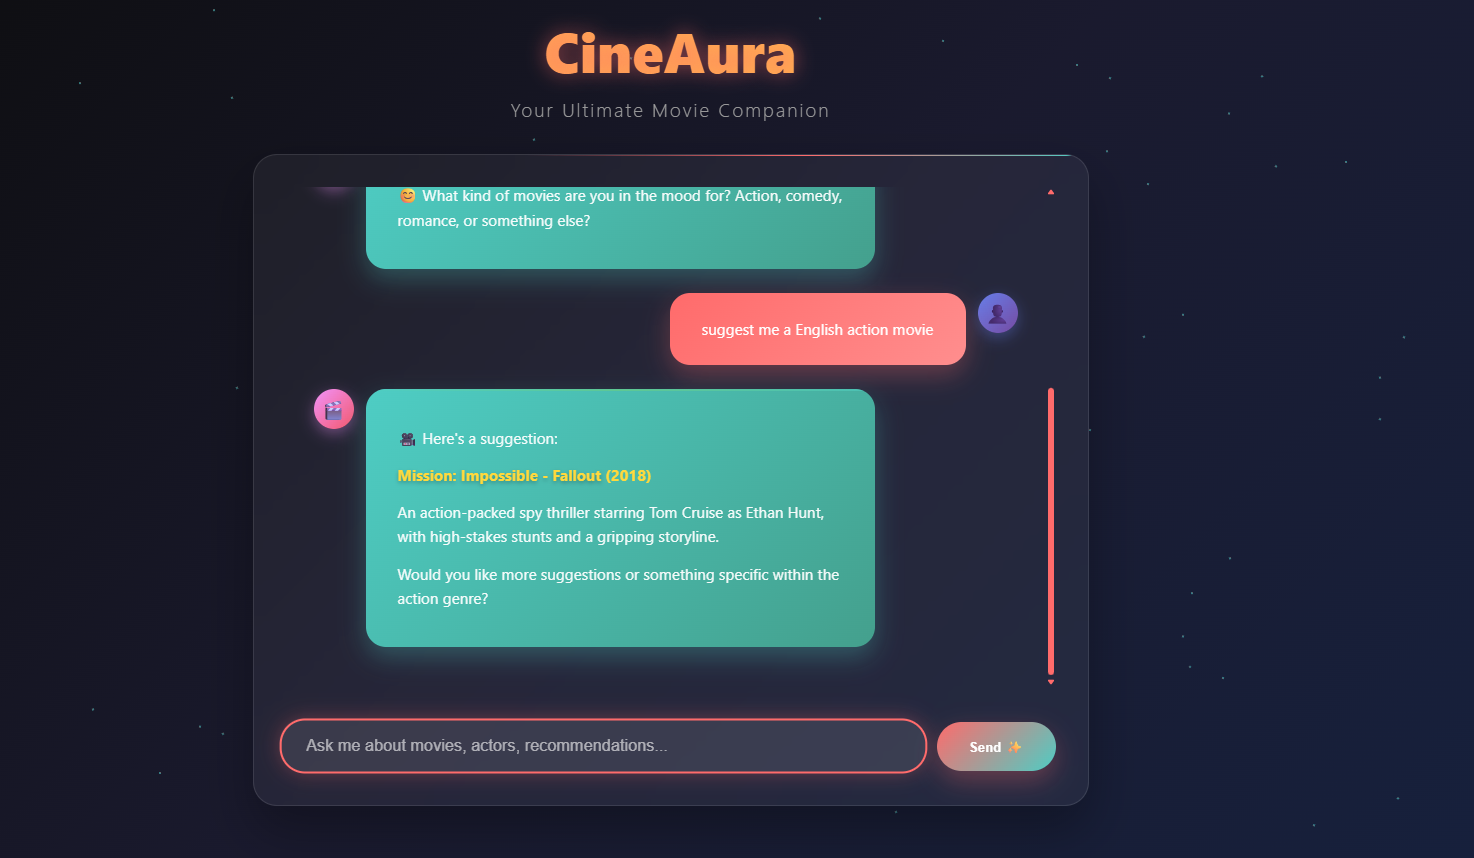 CineAura
Your Ultimate Movie Companion
😊 What kind of movies are you in the mood for? Action, comedy,
romance, or something else?
suggest me a English action movie
🎥 Here's a suggestion:
Mission: Impossible - Fallout (2018)
An action-packed spy thriller starring Tom Cruise as Ethan Hunt,
with high-stakes stunts and a gripping storyline.
Would you like more suggestions or something specific within the
action genre?
Ask me about movies, actors, recommendations...
Send ✨